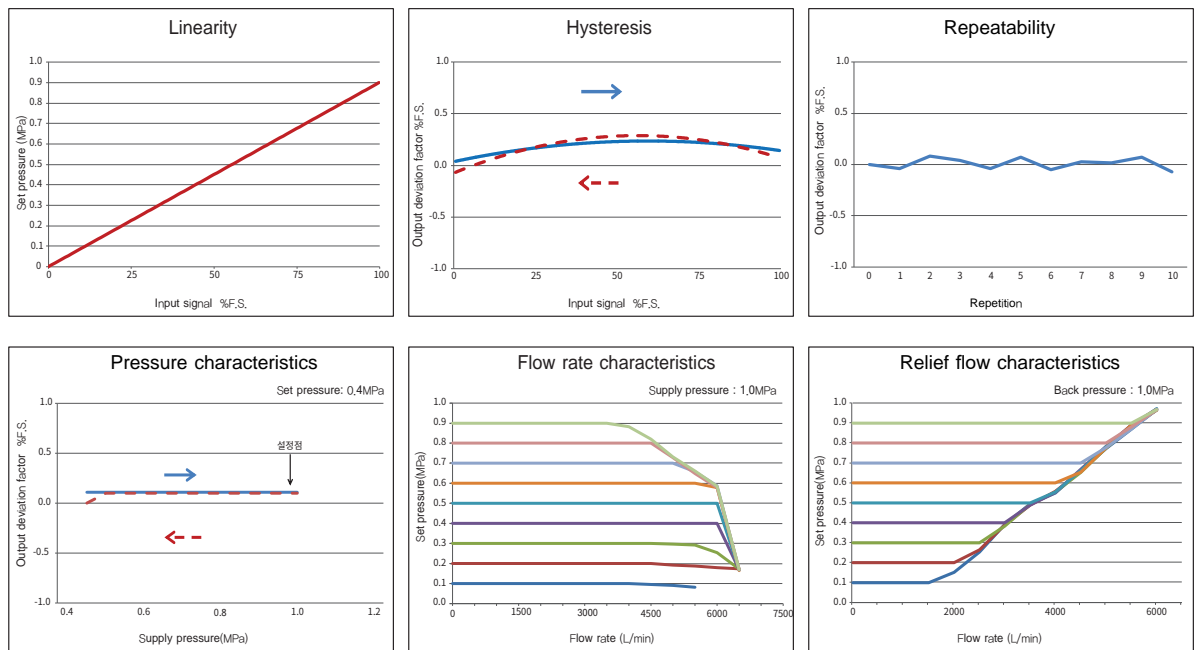 Linearity
Set pressure (MPa)
1.0
0.9
0.8
0.7
0.6
0.5
0.4
0.3
0.2
0.1
0
0 25 50 75 100
Input signal %F.S.
Hysteresis
Output deviation factor %F.S.
1.0
0.5
0.0
-0.5
-1.0
0 25 50 75 100
Input signal %F.S.
Repeatability
Output deviation factor %F.S.
1.0
0.5
0.0
-0.5
-1.0
0 1 2 3 4 5 6 7 8 9 10
Repetition
Pressure characteristics
Set pressure: 0.4MPa
Output deviation factor %F.S.
1.0
0.5
0.0
-0.5
-1.0
설정점
0.4 0.6 0.8 1.0 1.2
Supply pressure(MPa)
Flow rate characteristics
Supply pressure : 1.0MPa
Set pressure(MPa)
1.0
0.9
0.8
0.7
0.6
0.5
0.4
0.3
0.2
0.1
0.0
0 1500 3000 4500 6000 7500
Flow rate (L/min)
Relief flow characteristics
Back pressure : 1.0MPa
Set pressure(MPa)
1.0
0.9
0.8
0.7
0.6
0.5
0.4
0.3
0.2
0.1
0.0
0 2000 4000 6000
Flow rate (L/min)